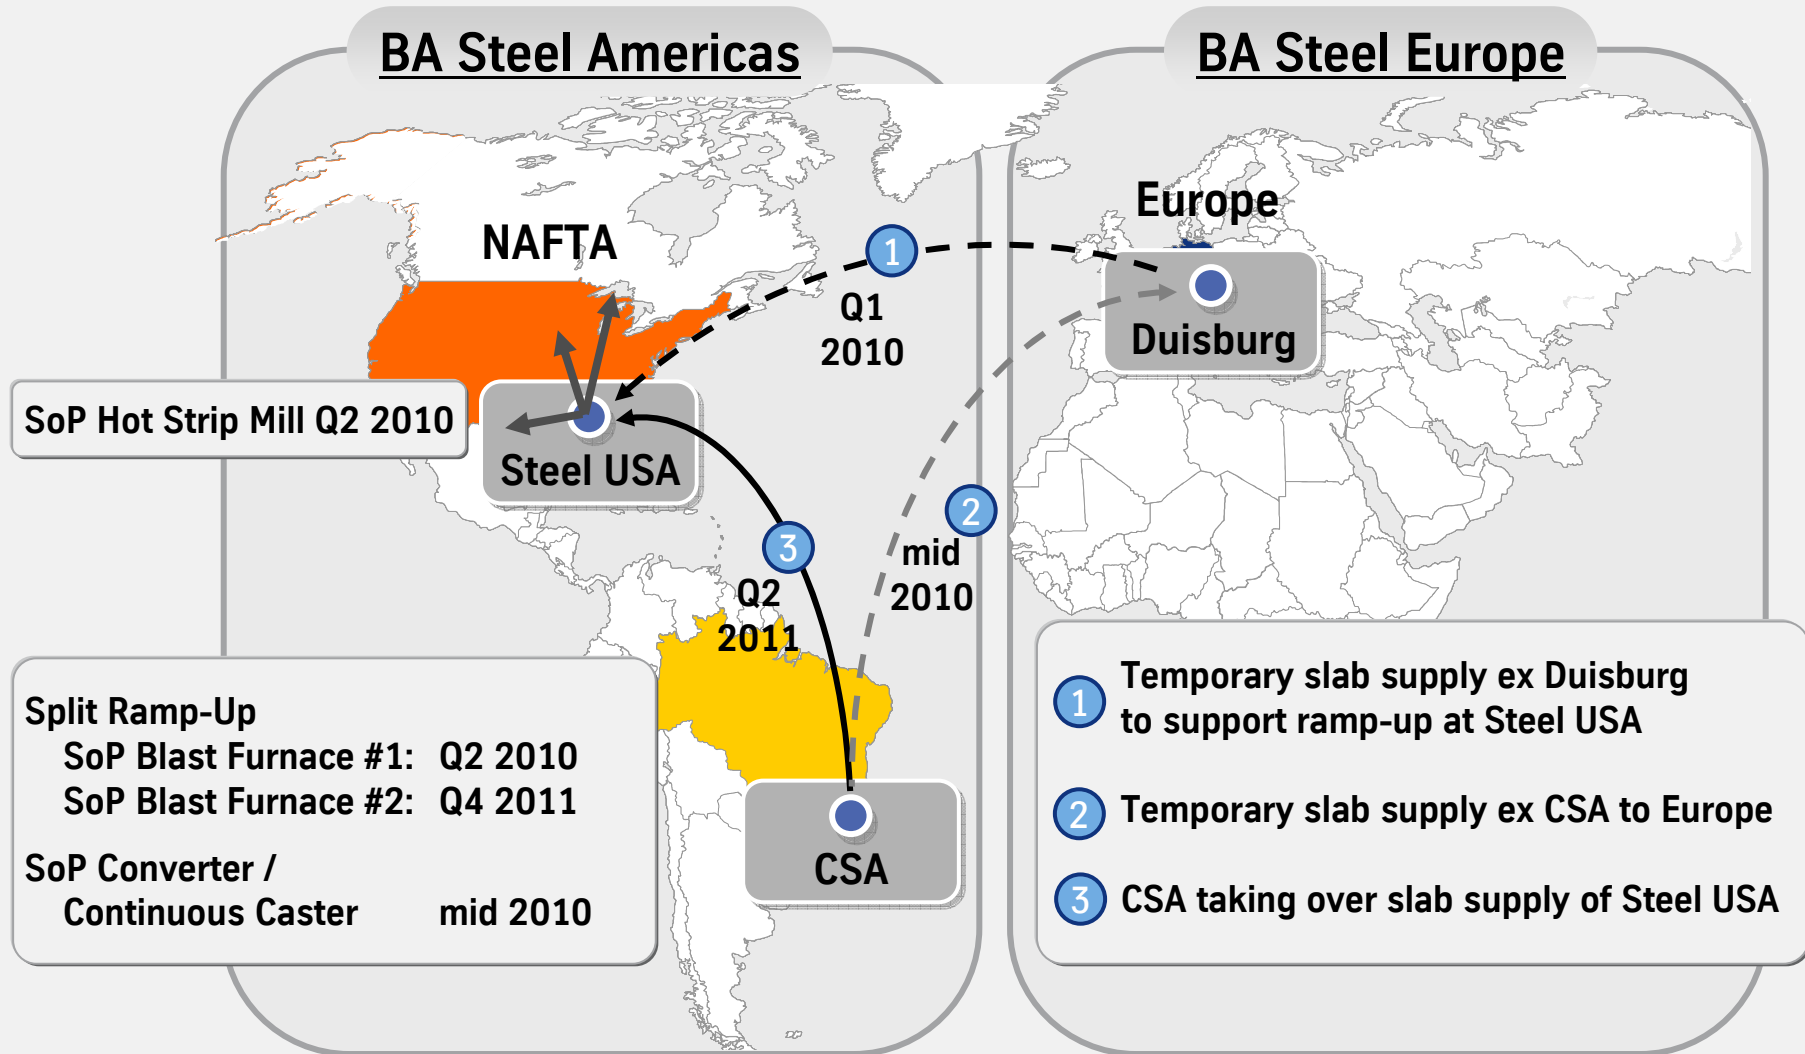 BA Steel Americas
BA Steel Europe
Europe
NAFTA
1
Q1
2010
Duisburg
SoP Hot Strip Mill Q2 2010
Steel USA
2
mid
2010
3
Q2
2011
Split Ramp-Up
SoP Blast Furnace #1: Q2 2010
SoP Blast Furnace #2: Q4 2011
SoP Converter /
Continuous Caster mid 2010
CSA
1 Temporary slab supply ex Duisburg
to support ramp-up at Steel USA
2 Temporary slab supply ex CSA to Europe
3 CSA taking over slab supply of Steel USA